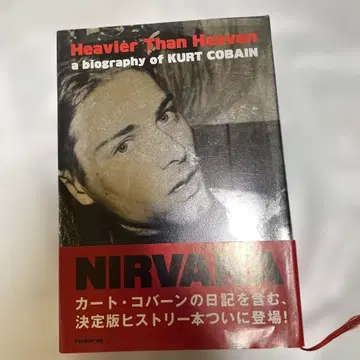 Heavier Than Heaven
a biography of KURT COBAIN
NIRVANA
カート・コバーンの日記を含む、
決定版ヒストリー本ついに登場!